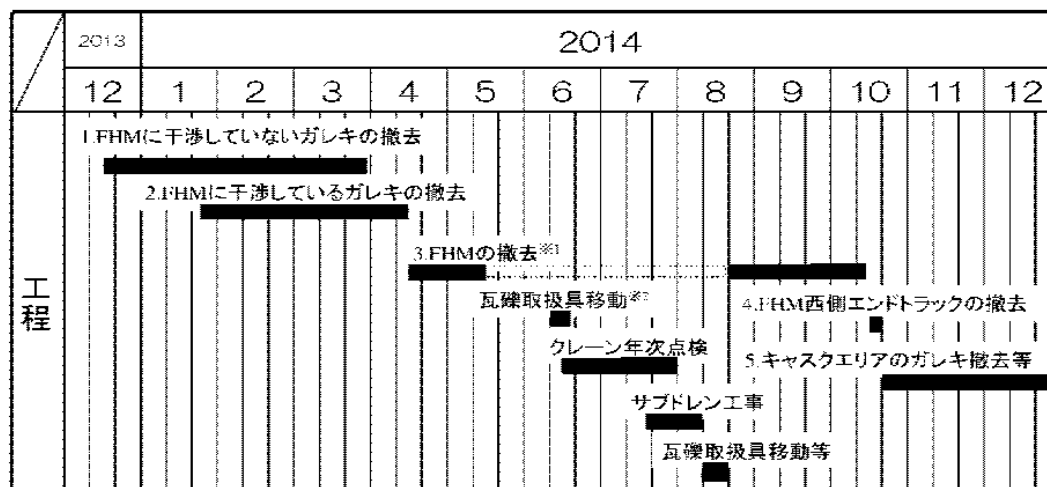 2013
2014
12 1 2 3 4 5 6 7 8 9 10 11 12
工程
1.FHMに干渉していないガレキの撤去
2.FHMに干渉しているガレキの撤去
3.FHMの撤去※1
瓦礫取扱具移動※2
4.FHM西側エンドトラックの撤去
クレーン年次点検
5.キャスクエリアのガレキ撤去等
サブドレン工事
瓦礫取扱具移動等